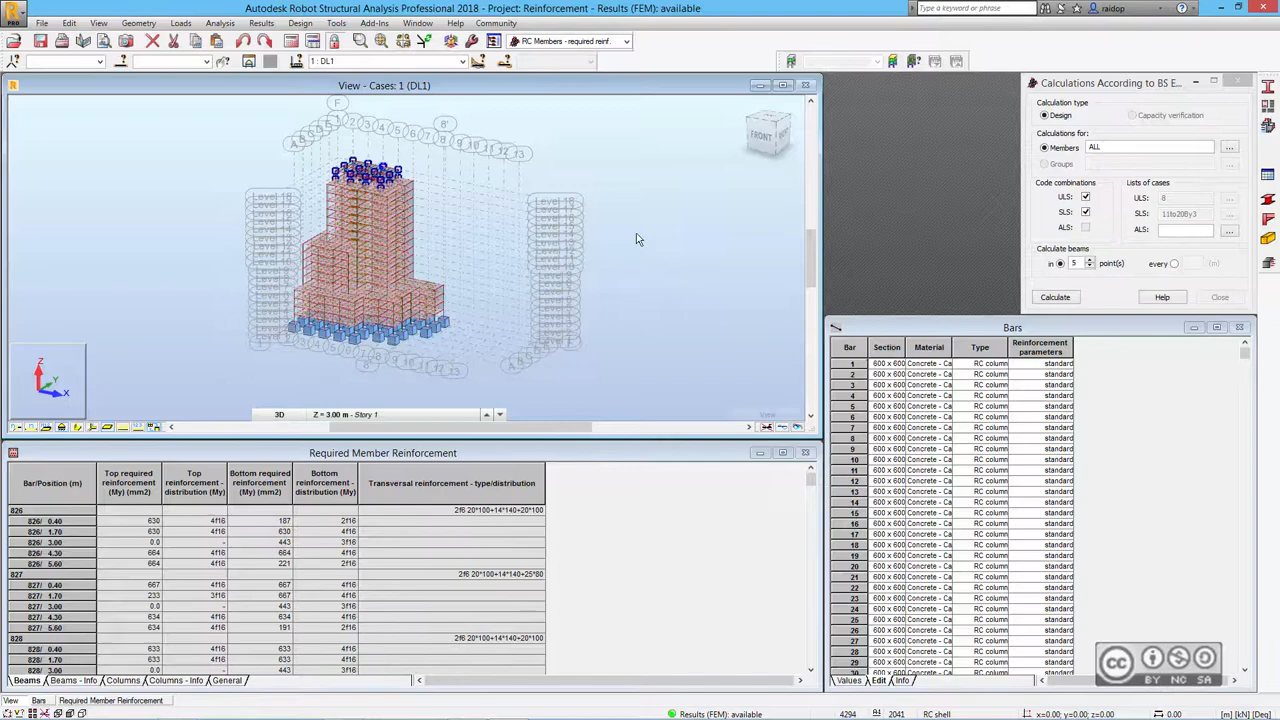 Autodesk Robot Structural Analysis Professional 2018 - Project: Reinforcement - Results (FEM): available
Type a keyword or phrase
raidop
PRO
File Edit View Geometry Loads Analysis Results Design Tools Add-Ins Window Help Community
RC Members - required reinf.
1 : DL1
View - Cases: 1 (DL1)
FRONT
3D
Z = 3.00 m - Story 1
View
Calculations According to BS E...
Calculation type
Design
Capacity verification
Calculations for:
Members
ALL
Groups
Code combinations
Lists of cases
ULS:
ULS:
8
SLS:
SLS:
11to20By3
ALS:
ALS:
Calculate beams
in
5
point(s)
every
(m)
Calculate
Help
Close
Bars
Bar Section Material Type Reinforcement parameters
1 600 x 600 Concrete - Ca RC column standard
2 600 x 600 Concrete - Ca RC column standard
3 600 x 600 Concrete - Ca RC column standard
4 600 x 600 Concrete - Ca RC column standard
5 600 x 600 Concrete - Ca RC column standard
6 600 x 600 Concrete - Ca RC column standard
7 600 x 600 Concrete - Ca RC column standard
8 600 x 600 Concrete - Ca RC column standard
9 600 x 600 Concrete - Ca RC column standard
10 600 x 600 Concrete - Ca RC column standard
11 600 x 600 Concrete - Ca RC column standard
12 600 x 600 Concrete - Ca RC column standard
13 600 x 600 Concrete - Ca RC column standard
14 600 x 600 Concrete - Ca RC column standard
15 600 x 600 Concrete - Ca RC column standard
16 600 x 600 Concrete - Ca RC column standard
17 600 x 600 Concrete - Ca RC column standard
18 600 x 600 Concrete - Ca RC column standard
19 600 x 600 Concrete - Ca RC column standard
20 600 x 600 Concrete - Ca RC column standard
21 600 x 600 Concrete - Ca RC column standard
22 600 x 600 Concrete - Ca RC column standard
23 600 x 600 Concrete - Ca RC column standard
24 600 x 600 Concrete - Ca RC column standard
25 600 x 600 Concrete - Ca RC column standard
26 600 x 600 Concrete - Ca RC column standard
27 600 x 600 Concrete - Ca RC column standard
28 600 x 600 Concrete - Ca RC column standard
29 600 x 600 Concrete - Ca RC column standard
Values Edit Info
Required Member Reinforcement
Bar/Position (m) Top required reinforcement (My) (mm2) Top reinforcement - distribution (My) Bottom requirec reinforcement (My) (mm2) Bottom reinforcement - distribution (My) Transversal reinforcement - type/distribution
826 2f6 20*100+14*140+20*100
826/ 0.40 630 4f16 187 2f16
826/ 1.70 630 4f16 630 4f16
826/ 3.00 0.0 - 443 3f16
826/ 4.30 664 4f16 664 4f16
826/ 5.60 664 4f16 221 2f16
827 2f6 20*100+14*140+25*80
827/ 0.40 667 4f16 667 4f16
827/ 1.70 233 3f16 667 4f16
827/ 3.00 0.0 - 443 3f16
827/ 4.30 634 4f16 634 4f16
827/ 5.60 634 4f16 191 2f16
828 2f6 20*100+14*140+20*100
828/ 0.40 633 4f16 633 4f16
828/ 1.70 633 4f16 633 4f16
828/ 3.00 0.0 - 443 3f16
Beams Beams - Info Columns Columns - Info General
View Bars Required Member Reinforcement
Results (FEM): available
4294
2041
RC shell
x=0.00; y=0.00; z=0.00
0.00
[m] [kN] [Deg]
cc
BY NC SA